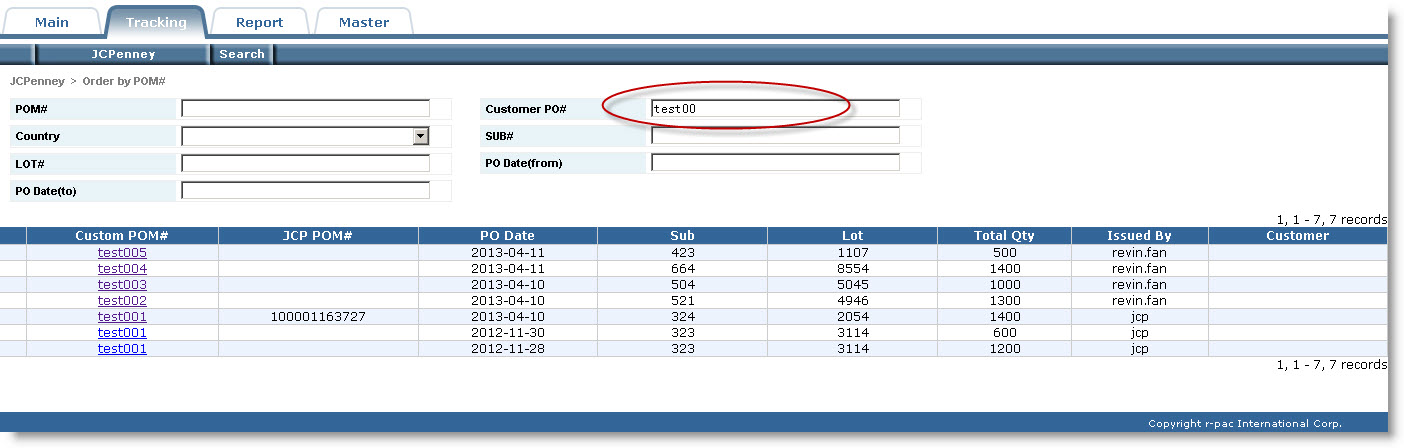 Main Tracking Report Master
JCPenney Search
JCPenney > Order by POM#
POM# Customer PO# test00
Country SUB#
LOT# PO Date(from)
PO Date(to)
1, 1 - 7, 7 records
Custom POM# JCP POM# PO Date Sub Lot Total Qty Issued By Customer
test005 2013-04-11 423 1107 500 revin.fan
test004 2013-04-11 664 8554 1400 revin.fan
test003 2013-04-10 504 5045 1000 revin.fan
test002 2013-04-10 521 4946 1300 revin.fan
test001 100001163727 2013-04-10 324 2054 1400 jcp
test001 2012-11-30 323 3114 600 jcp
test001 2012-11-28 323 3114 1200 jcp
1, 1 - 7, 7 records
Copyright r-pac International Corp.